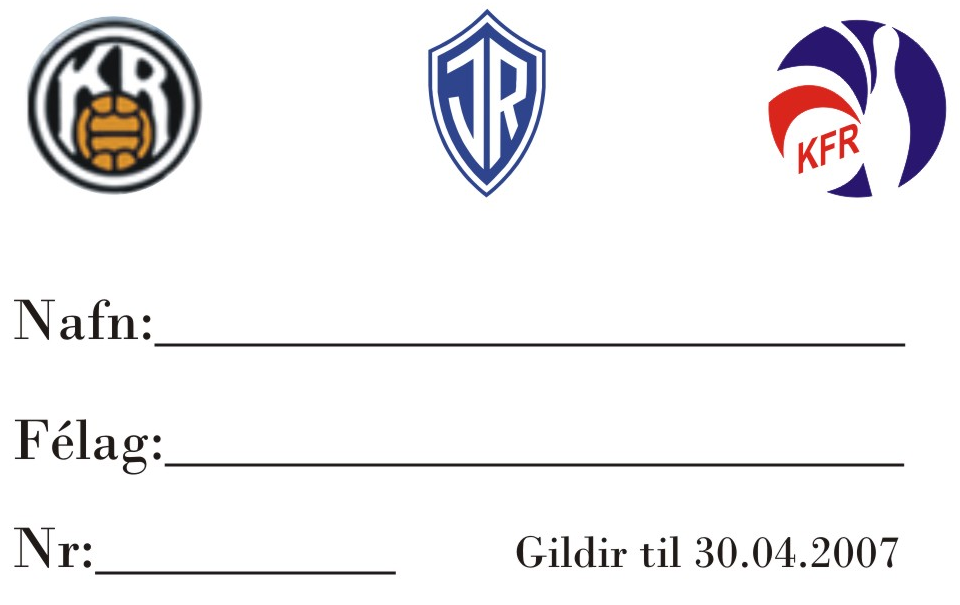 KR
ÍR
KFR
Nafn:
Félag:
Nr:
Gildir til 30.04.2007